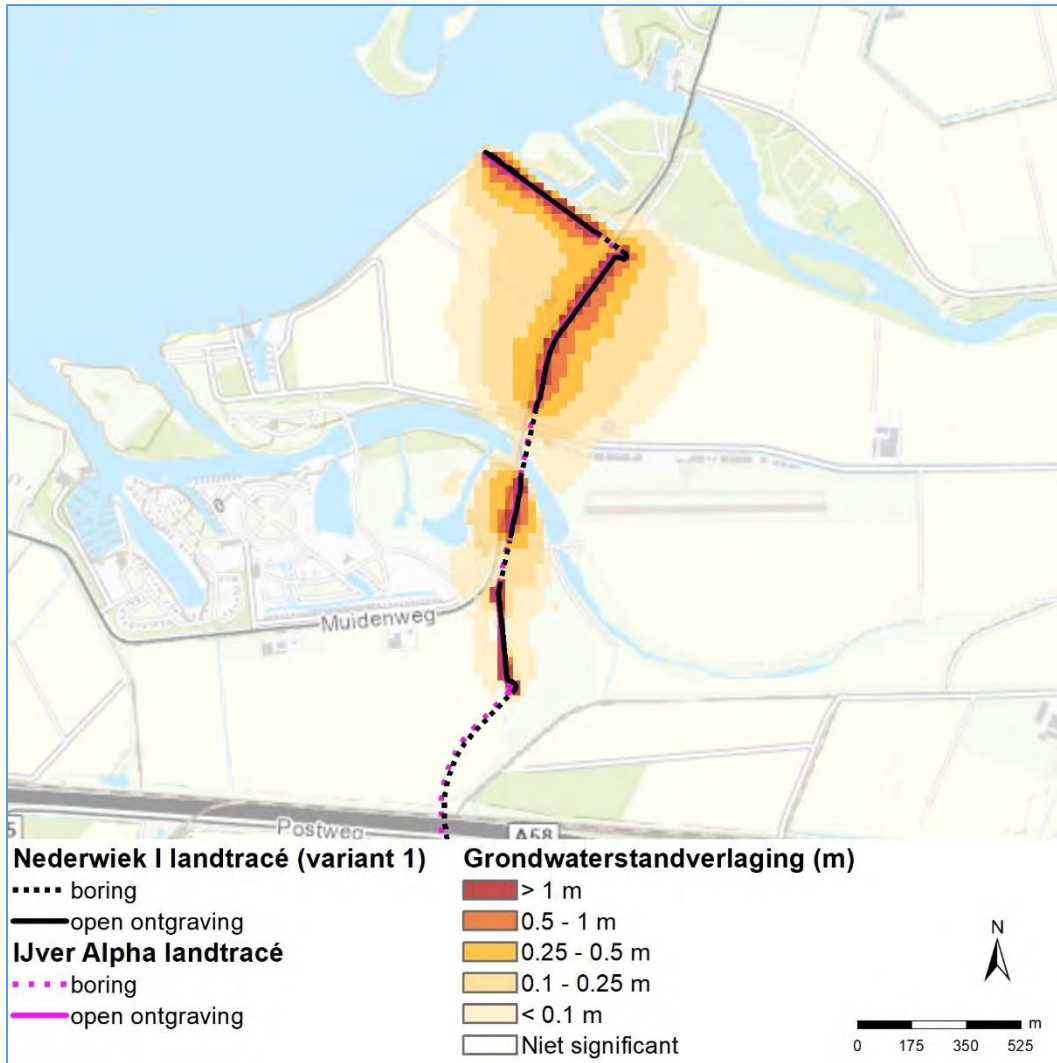 Muidenweg
Postweg
A58
5
Nederwiek I landtracé (variant 1)
boring
open ontgraving
IJver Alpha landtracé
boring
open ontgraving
Grondwaterstandverlaging (m)
> 1 m
0.5 - 1 m
0.25 - 0.5 m
0.1 - 0.25 m
< 0.1 m
Niet significant
N
m
0 175 350 525